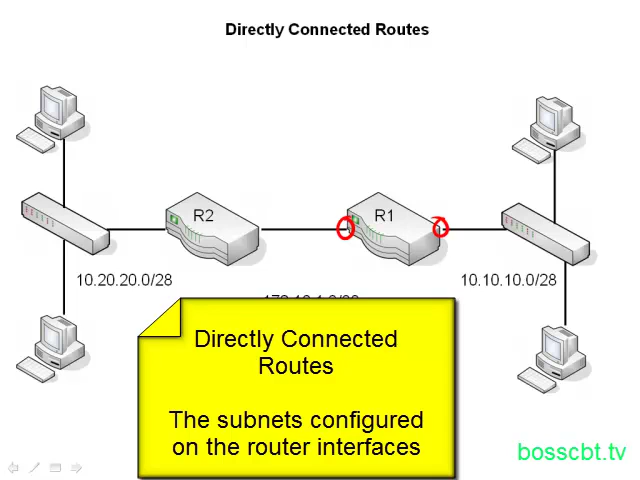 Directly Connected Routes
R2
R1
10.20.20.0/28
10.10.10.0/28
Directly Connected
Routes
The subnets configured
on the router interfaces
bosscbt.tv